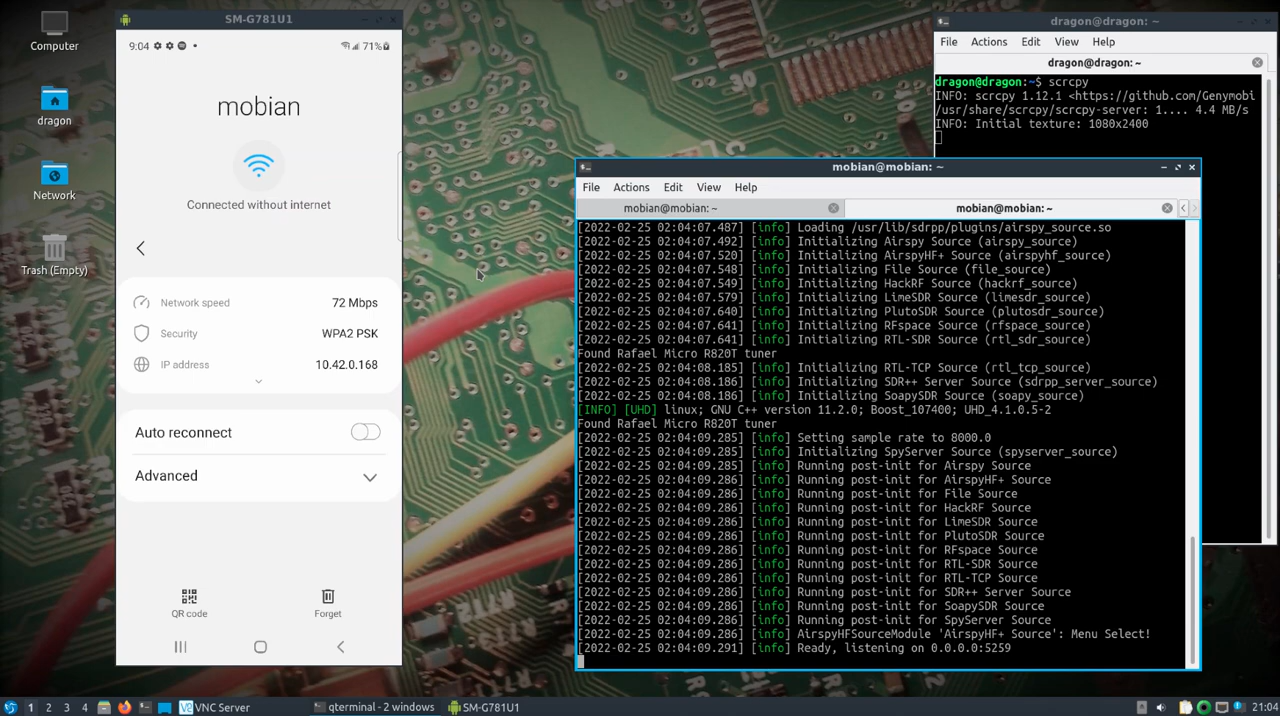 Computer
dragon
Network
Trash (Empty)
SM-G781U1
9:04
71%
mobian
Connected without internet
Network speed
72 Mbps
Security
WPA2 PSK
IP address
10.42.0.168
Auto reconnect
Advanced
QR code
Forget
dragon@dragon: ~
File Actions Edit View Help
dragon@dragon: ~
dragon@dragon:~$ scrcpy
INFO: scrcpy 1.12.1 <https://github.com/Genymobi
/usr/share/scrcpy/scrcpy-server: 1.... 4.4 MB/s
INFO: Initial texture: 1080x2400
mobian@mobian: ~
File Actions Edit View Help
mobian@mobian: ~
mobian@mobian: ~
[2022-02-25 02:04:07.487] [info] Loading /usr/lib/sdrpp/plugins/airspy_source.so
[2022-02-25 02:04:07.492] [info] Initializing Airspy Source (airspy_source)
[2022-02-25 02:04:07.520] [info] Initializing AirspyHF+ Source (airspyhf_source)
[2022-02-25 02:04:07.548] [info] Initializing File Source (file_source)
[2022-02-25 02:04:07.549] [info] Initializing HackRF Source (hackrf_source)
[2022-02-25 02:04:07.579] [info] Initializing LimeSDR Source (limesdr_source)
[2022-02-25 02:04:07.640] [info] Initializing PlutoSDR Source (plutosdr_source)
[2022-02-25 02:04:07.641] [info] Initializing RFspace Source (rfspace_source)
[2022-02-25 02:04:07.641] [info] Initializing RTL-SDR Source (rtl_sdr_source)
Found Rafael Micro R820T tuner
[2022-02-25 02:04:08.185] [info] Initializing RTL-TCP Source (rtl_tcp_source)
[2022-02-25 02:04:08.186] [info] Initializing SDR++ Server Source (sdrpp_server_source)
[2022-02-25 02:04:08.186] [info] Initializing SoapySDR Source (soapy_source)
[INFO] [UHD] linux; GNU C++ version 11.2.0; Boost_107400; UHD_4.1.0.5-2
Found Rafael Micro R820T tuner
[2022-02-25 02:04:09.285] [info] Setting sample rate to 8000.0
[2022-02-25 02:04:09.285] [info] Initializing SpyServer Source (spyserver_source)
[2022-02-25 02:04:09.285] [info] Running post-init for Airspy Source
[2022-02-25 02:04:09.286] [info] Running post-init for AirspyHF+ Source
[2022-02-25 02:04:09.286] [info] Running post-init for File Source
[2022-02-25 02:04:09.286] [info] Running post-init for HackRF Source
[2022-02-25 02:04:09.286] [info] Running post-init for LimeSDR Source
[2022-02-25 02:04:09.286] [info] Running post-init for PlutoSDR Source
[2022-02-25 02:04:09.286] [info] Running post-init for RFspace Source
[2022-02-25 02:04:09.286] [info] Running post-init for RTL-SDR Source
[2022-02-25 02:04:09.286] [info] Running post-init for RTL-TCP Source
[2022-02-25 02:04:09.286] [info] Running post-init for SDR++ Server Source
[2022-02-25 02:04:09.286] [info] Running post-init for SoapySDR Source
[2022-02-25 02:04:09.286] [info] Running post-init for SpyServer Source
[2022-02-25 02:04:09.286] [info] AirspyHFSourceModule 'AirspyHF+ Source': Menu Select!
[2022-02-25 02:04:09.291] [info] Ready, listening on 0.0.0.0:5259
1 2 3 4 VNC Server qterminal - 2 windows SM-G781U1 21:04